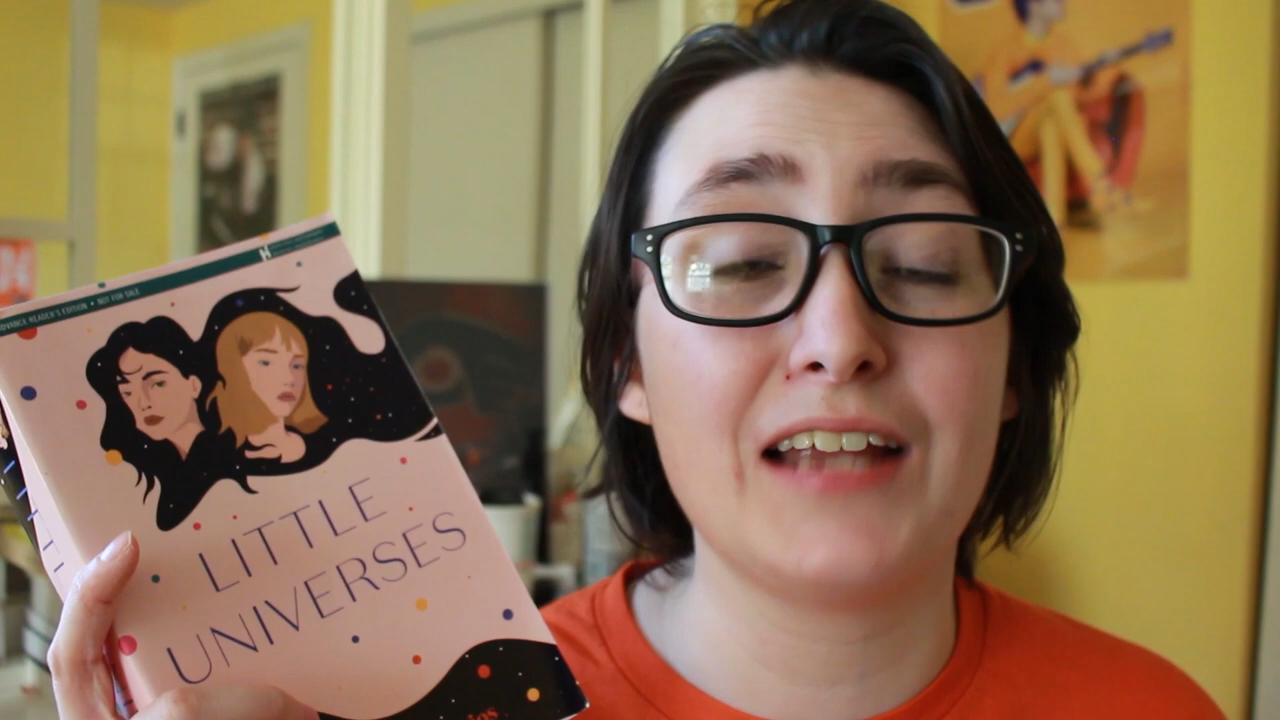 ADVANCE READER'S EDITION • NOT FOR SALE
H
LITTLE
UNIVERSES